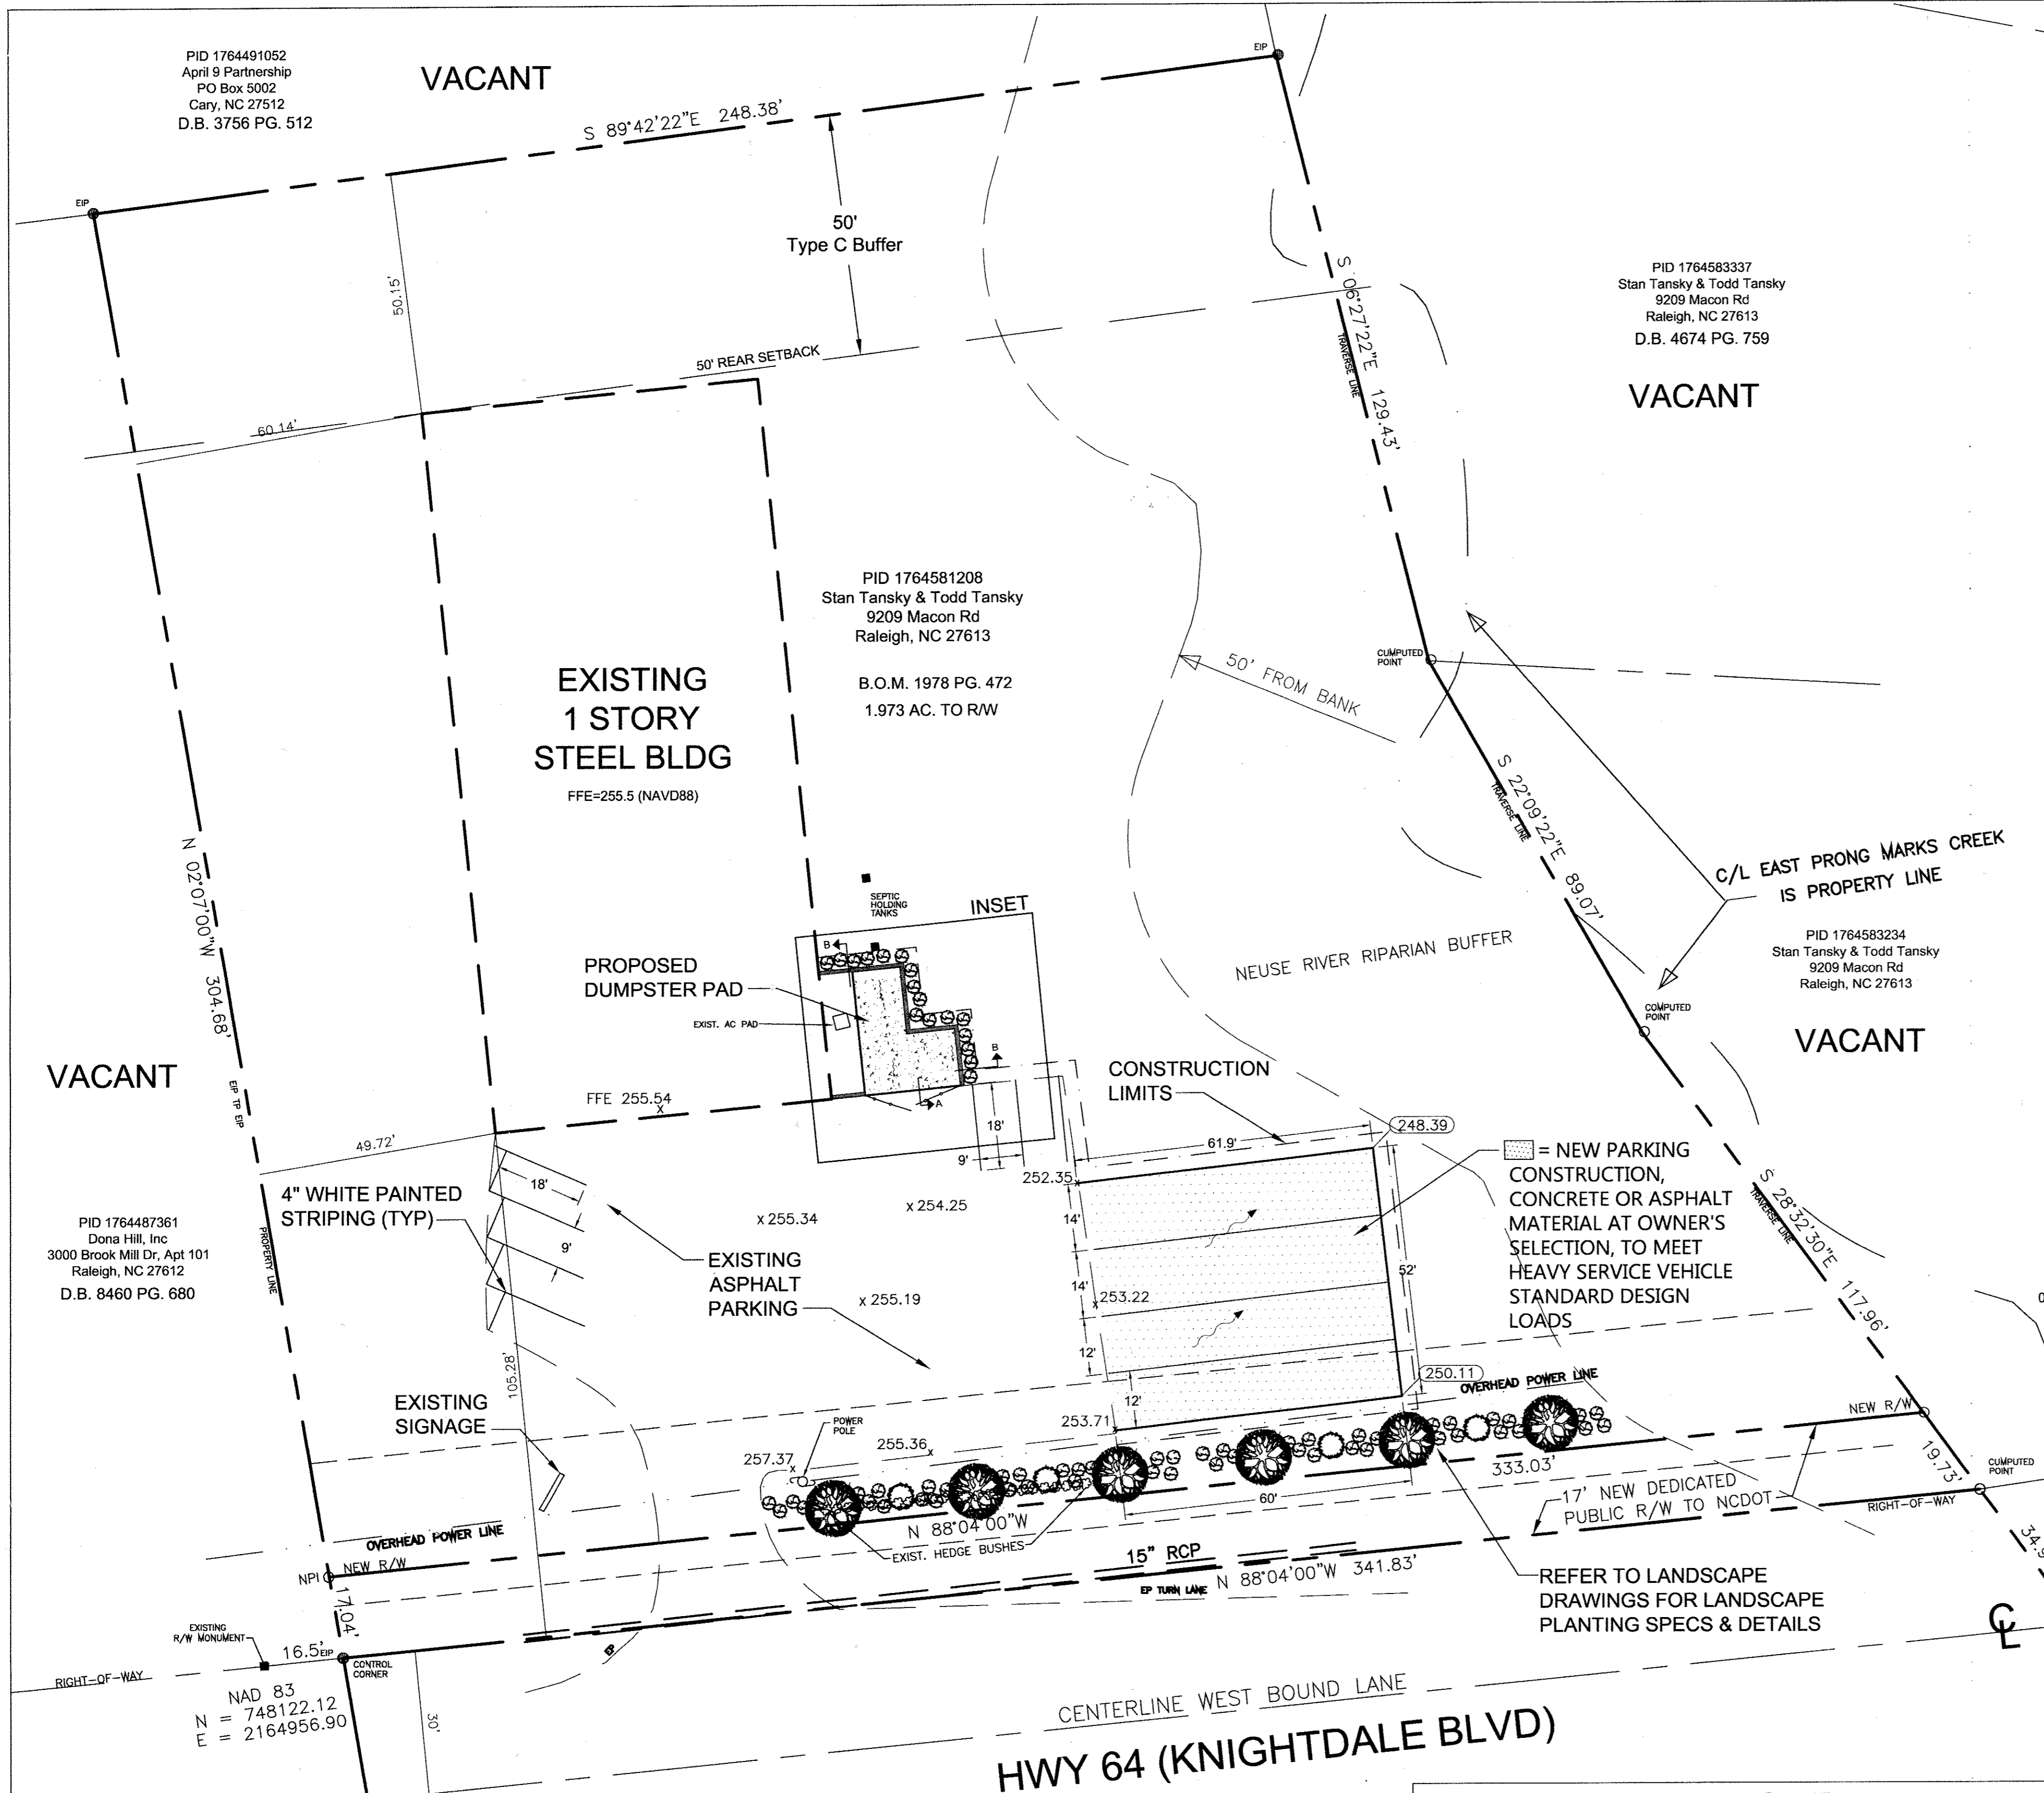 PID 1764491052
April 9 Partnership
PO Box 5002
Cary, NC 27512
D.B. 3756 PG. 512
VACANT
EIP
S 89°42'22"E 248.38'
EIP
50'
Type C Buffer
50.15'
50' REAR SETBACK
60.14'
S 06°27'22"E 129.43'
TRAVERSE LINE
PID 1764583337
Stan Tansky & Todd Tansky
9209 Macon Rd
Raleigh, NC 27613
D.B. 4674 PG. 759
VACANT
PID 1764581208
Stan Tansky & Todd Tansky
9209 Macon Rd
Raleigh, NC 27613
B.O.M. 1978 PG. 472
1.973 AC. TO R/W
EXISTING
1 STORY
STEEL BLDG
FFE=255.5 (NAVD88)
50' FROM BANK
CUMPUTED
POINT
S 22°09'22"E 89.07'
TRAVERSE LINE
C/L EAST PRONG MARKS CREEK
IS PROPERTY LINE
N 02°07'00"W 304.68'
EIP TP EIP
PROPERTY LINE
SEPTIC
HOLDING
TANKS
INSET
B
PROPOSED
DUMPSTER PAD
EXIST. AC PAD
B
A
NEUSE RIVER RIPARIAN BUFFER
PID 1764583234
Stan Tansky & Todd Tansky
9209 Macon Rd
Raleigh, NC 27613
COMPUTED
POINT
VACANT
VACANT
FFE 255.54
x
18'
9'
CONSTRUCTION
LIMITS
61.9'
248.39
252.35
x
49.72'
18'
9'
4" WHITE PAINTED
STRIPING (TYP)
x 255.34
x 254.25
x 255.19
14'
14'
x 253.22
12'
12'
52'
= NEW PARKING
CONSTRUCTION,
CONCRETE OR ASPHALT
MATERIAL AT OWNER'S
SELECTION, TO MEET
HEAVY SERVICE VEHICLE
STANDARD DESIGN
LOADS
S 28°32'30"E 117.96'
TRAVERSE LINE
PID 1764487361
Dona Hill, Inc
3000 Brook Mill Dr, Apt 101
Raleigh, NC 27612
D.B. 8460 PG. 680
EXISTING
ASPHALT
PARKING
105.28'
EXISTING
SIGNAGE
250.11
OVERHEAD POWER LINE
253.71
POWER
POLE
255.36
x
257.37
x
NEW R/W
19.73'
CUMPUTED
POINT
333.03'
60'
17' NEW DEDICATED
PUBLIC R/W TO NCDOT
RIGHT-OF-WAY
OVERHEAD POWER LINE
N 88°04'00"W
EXIST. HEDGE BUSHES
NPI
NEW R/W
17.04'
15" RCP
EP TURN LANE
N 88°04'00"W 341.83'
REFER TO LANDSCAPE
DRAWINGS FOR LANDSCAPE
PLANTING SPECS & DETAILS
EXISTING
R/W MONUMENT
16.5'
EIP
CONTROL
CORNER
EP
RIGHT-OF-WAY
NAD 83
N = 748122.12
E = 2164956.90
30'
CENTERLINE WEST BOUND LANE
HWY 64 (KNIGHTDALE BLVD)
CL